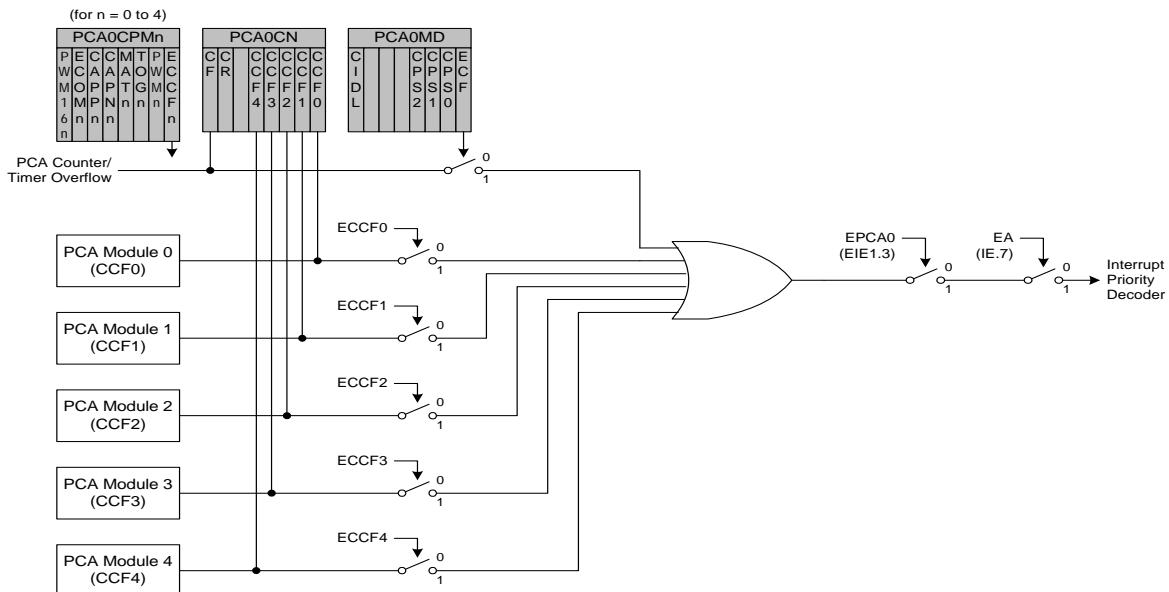 (for n = 0 to 4)
PCA0CPMn
PCA0CN
PCA0MD
PWM16n
ECOMn
CAPPn
CAPNn
MATn
TOGn
PWMn
ECCFn
CF
CR
CCF4
CCF3
CCF2
CCF1
CCF0
CIDL
CPS2
CPS1
CPS0
ECF
PCA Counter/
Timer Overflow
0
1
PCA Module 0
(CCF0)
ECCF0
0
1
EPCA0
(EIE1.3)
0
1
EA
(IE.7)
0
1
Interrupt
Priority
Decoder
PCA Module 1
(CCF1)
ECCF1
0
1
PCA Module 2
(CCF2)
ECCF2
0
1
PCA Module 3
(CCF3)
ECCF3
0
1
PCA Module 4
(CCF4)
ECCF4
0
1